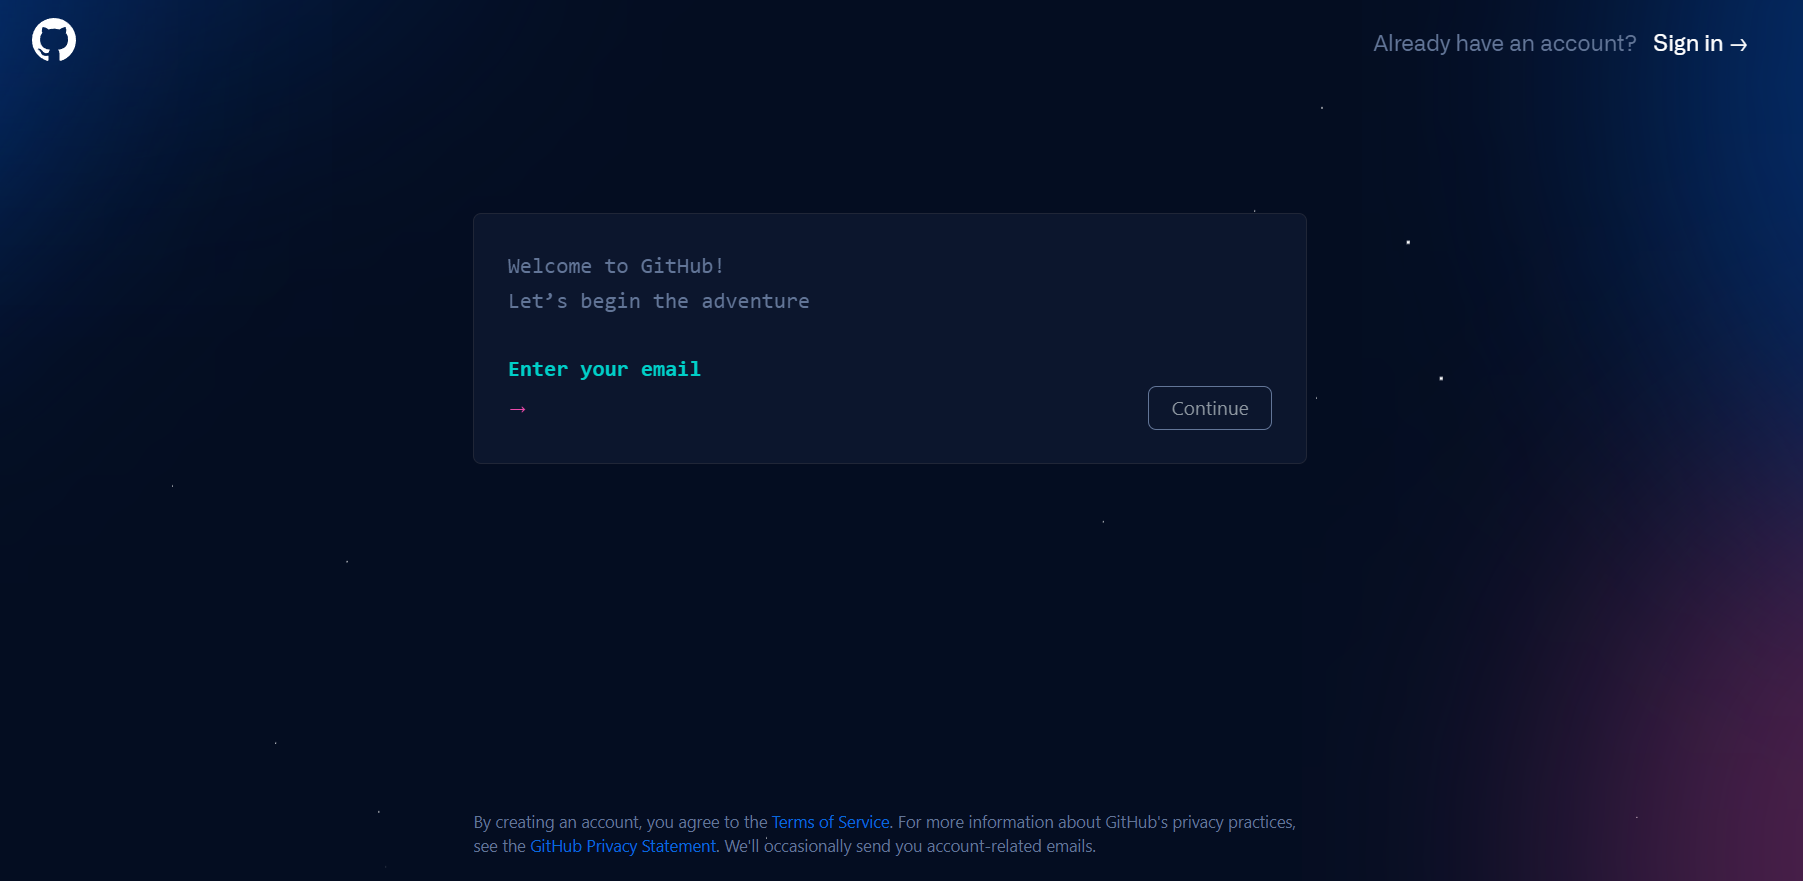 Already have an account? Sign in →
Welcome to GitHub!
Let’s begin the adventure
Enter your email
→
Continue
By creating an account, you agree to the Terms of Service. For more information about GitHub's privacy practices,
see the GitHub Privacy Statement. We'll occasionally send you account-related emails.